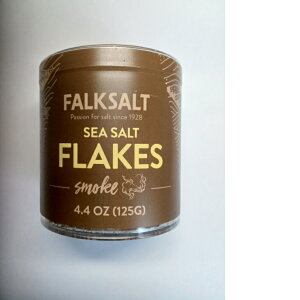 FALKSALT
Passion for salt since 1928
SEA SALT
FLAKES
smoke
4.4 OZ (125G)